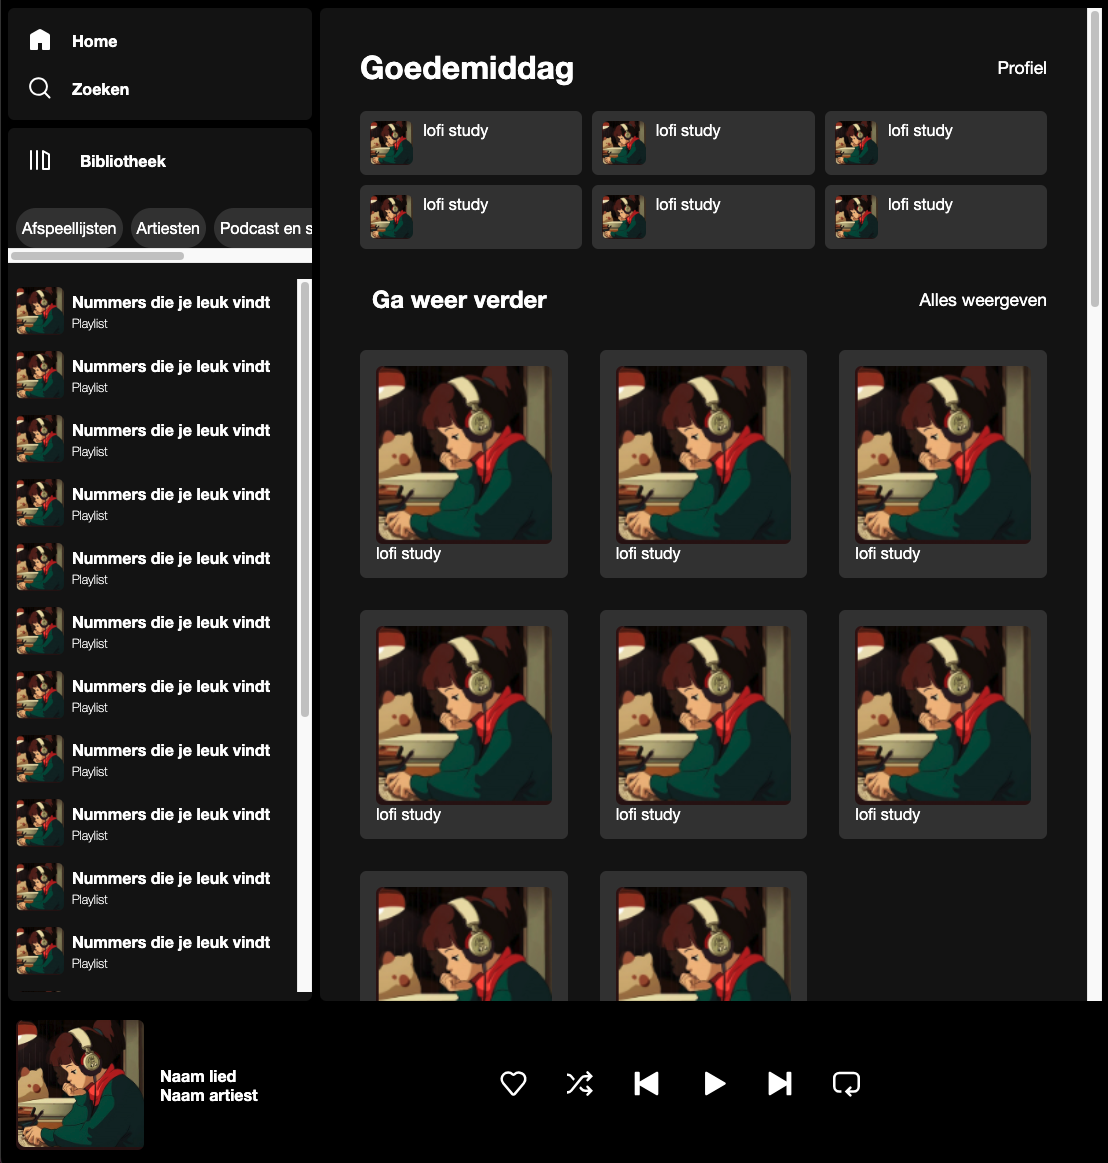 Home
Zoeken
Bibliotheek
Afspeellijsten Artiesten Podcast en s
Nummers die je leuk vindt
Playlist
Nummers die je leuk vindt
Playlist
Nummers die je leuk vindt
Playlist
Nummers die je leuk vindt
Playlist
Nummers die je leuk vindt
Playlist
Nummers die je leuk vindt
Playlist
Nummers die je leuk vindt
Playlist
Nummers die je leuk vindt
Playlist
Nummers die je leuk vindt
Playlist
Nummers die je leuk vindt
Playlist
Nummers die je leuk vindt
Playlist
Goedemiddag
Profiel
lofi study
lofi study
lofi study
lofi study
lofi study
lofi study
Ga weer verder
Alles weergeven
lofi study
lofi study
lofi study
lofi study
lofi study
lofi study
Naam lied
Naam artiest